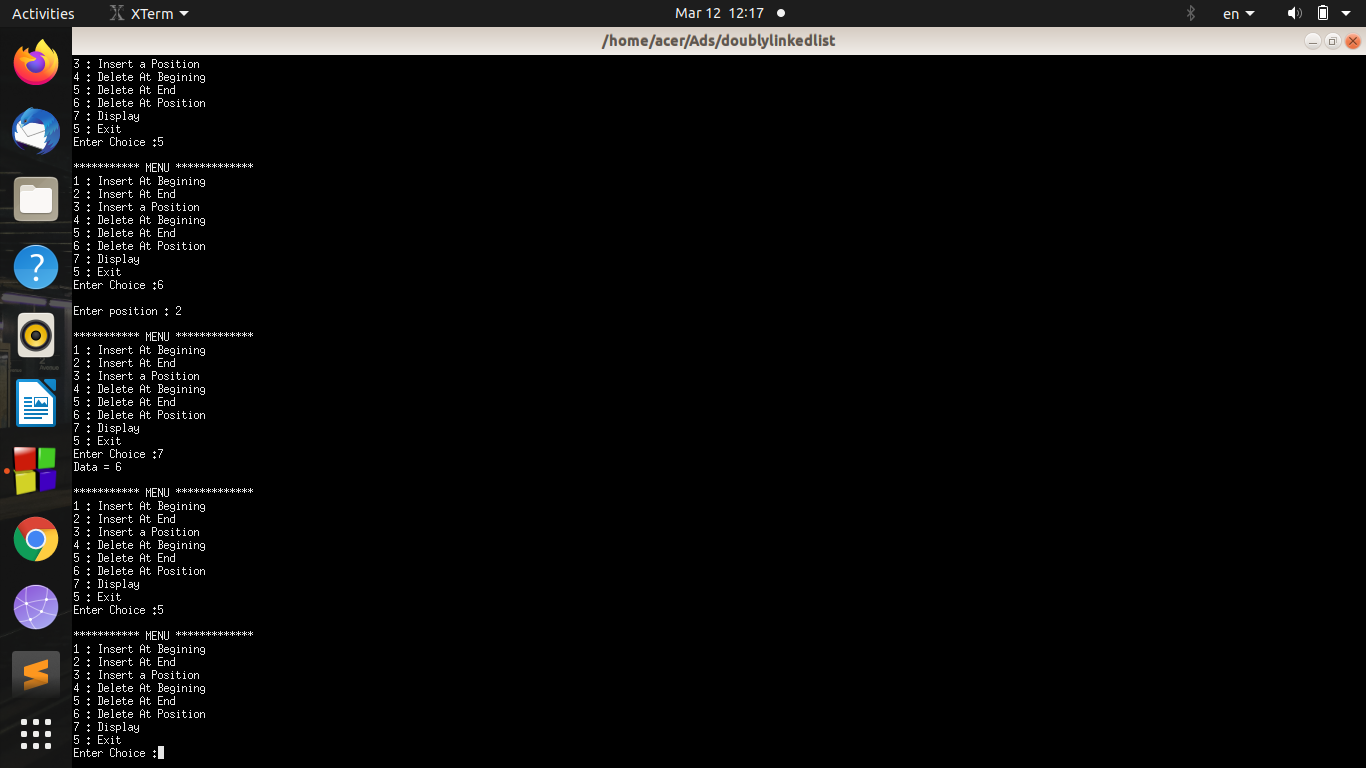 Activities XTerm Mar 12 12:17 en
/home/acer/Ads/doublylinkedlist
3 : Insert a Position
4 : Delete At Begining
5 : Delete At End
6 : Delete At Position
7 : Display
5 : Exit
Enter Choice :5
*********** MENU *************
1 : Insert At Begining
2 : Insert At End
3 : Insert a Position
4 : Delete At Begining
5 : Delete At End
6 : Delete At Position
7 : Display
5 : Exit
Enter Choice :6
Enter position : 2
*********** MENU *************
1 : Insert At Begining
2 : Insert At End
3 : Insert a Position
4 : Delete At Begining
5 : Delete At End
6 : Delete At Position
7 : Display
5 : Exit
Enter Choice :7
Data = 6
*********** MENU *************
1 : Insert At Begining
2 : Insert At End
3 : Insert a Position
4 : Delete At Begining
5 : Delete At End
6 : Delete At Position
7 : Display
5 : Exit
Enter Choice :5
*********** MENU *************
1 : Insert At Begining
2 : Insert At End
3 : Insert a Position
4 : Delete At Begining
5 : Delete At End
6 : Delete At Position
7 : Display
5 : Exit
Enter Choice :